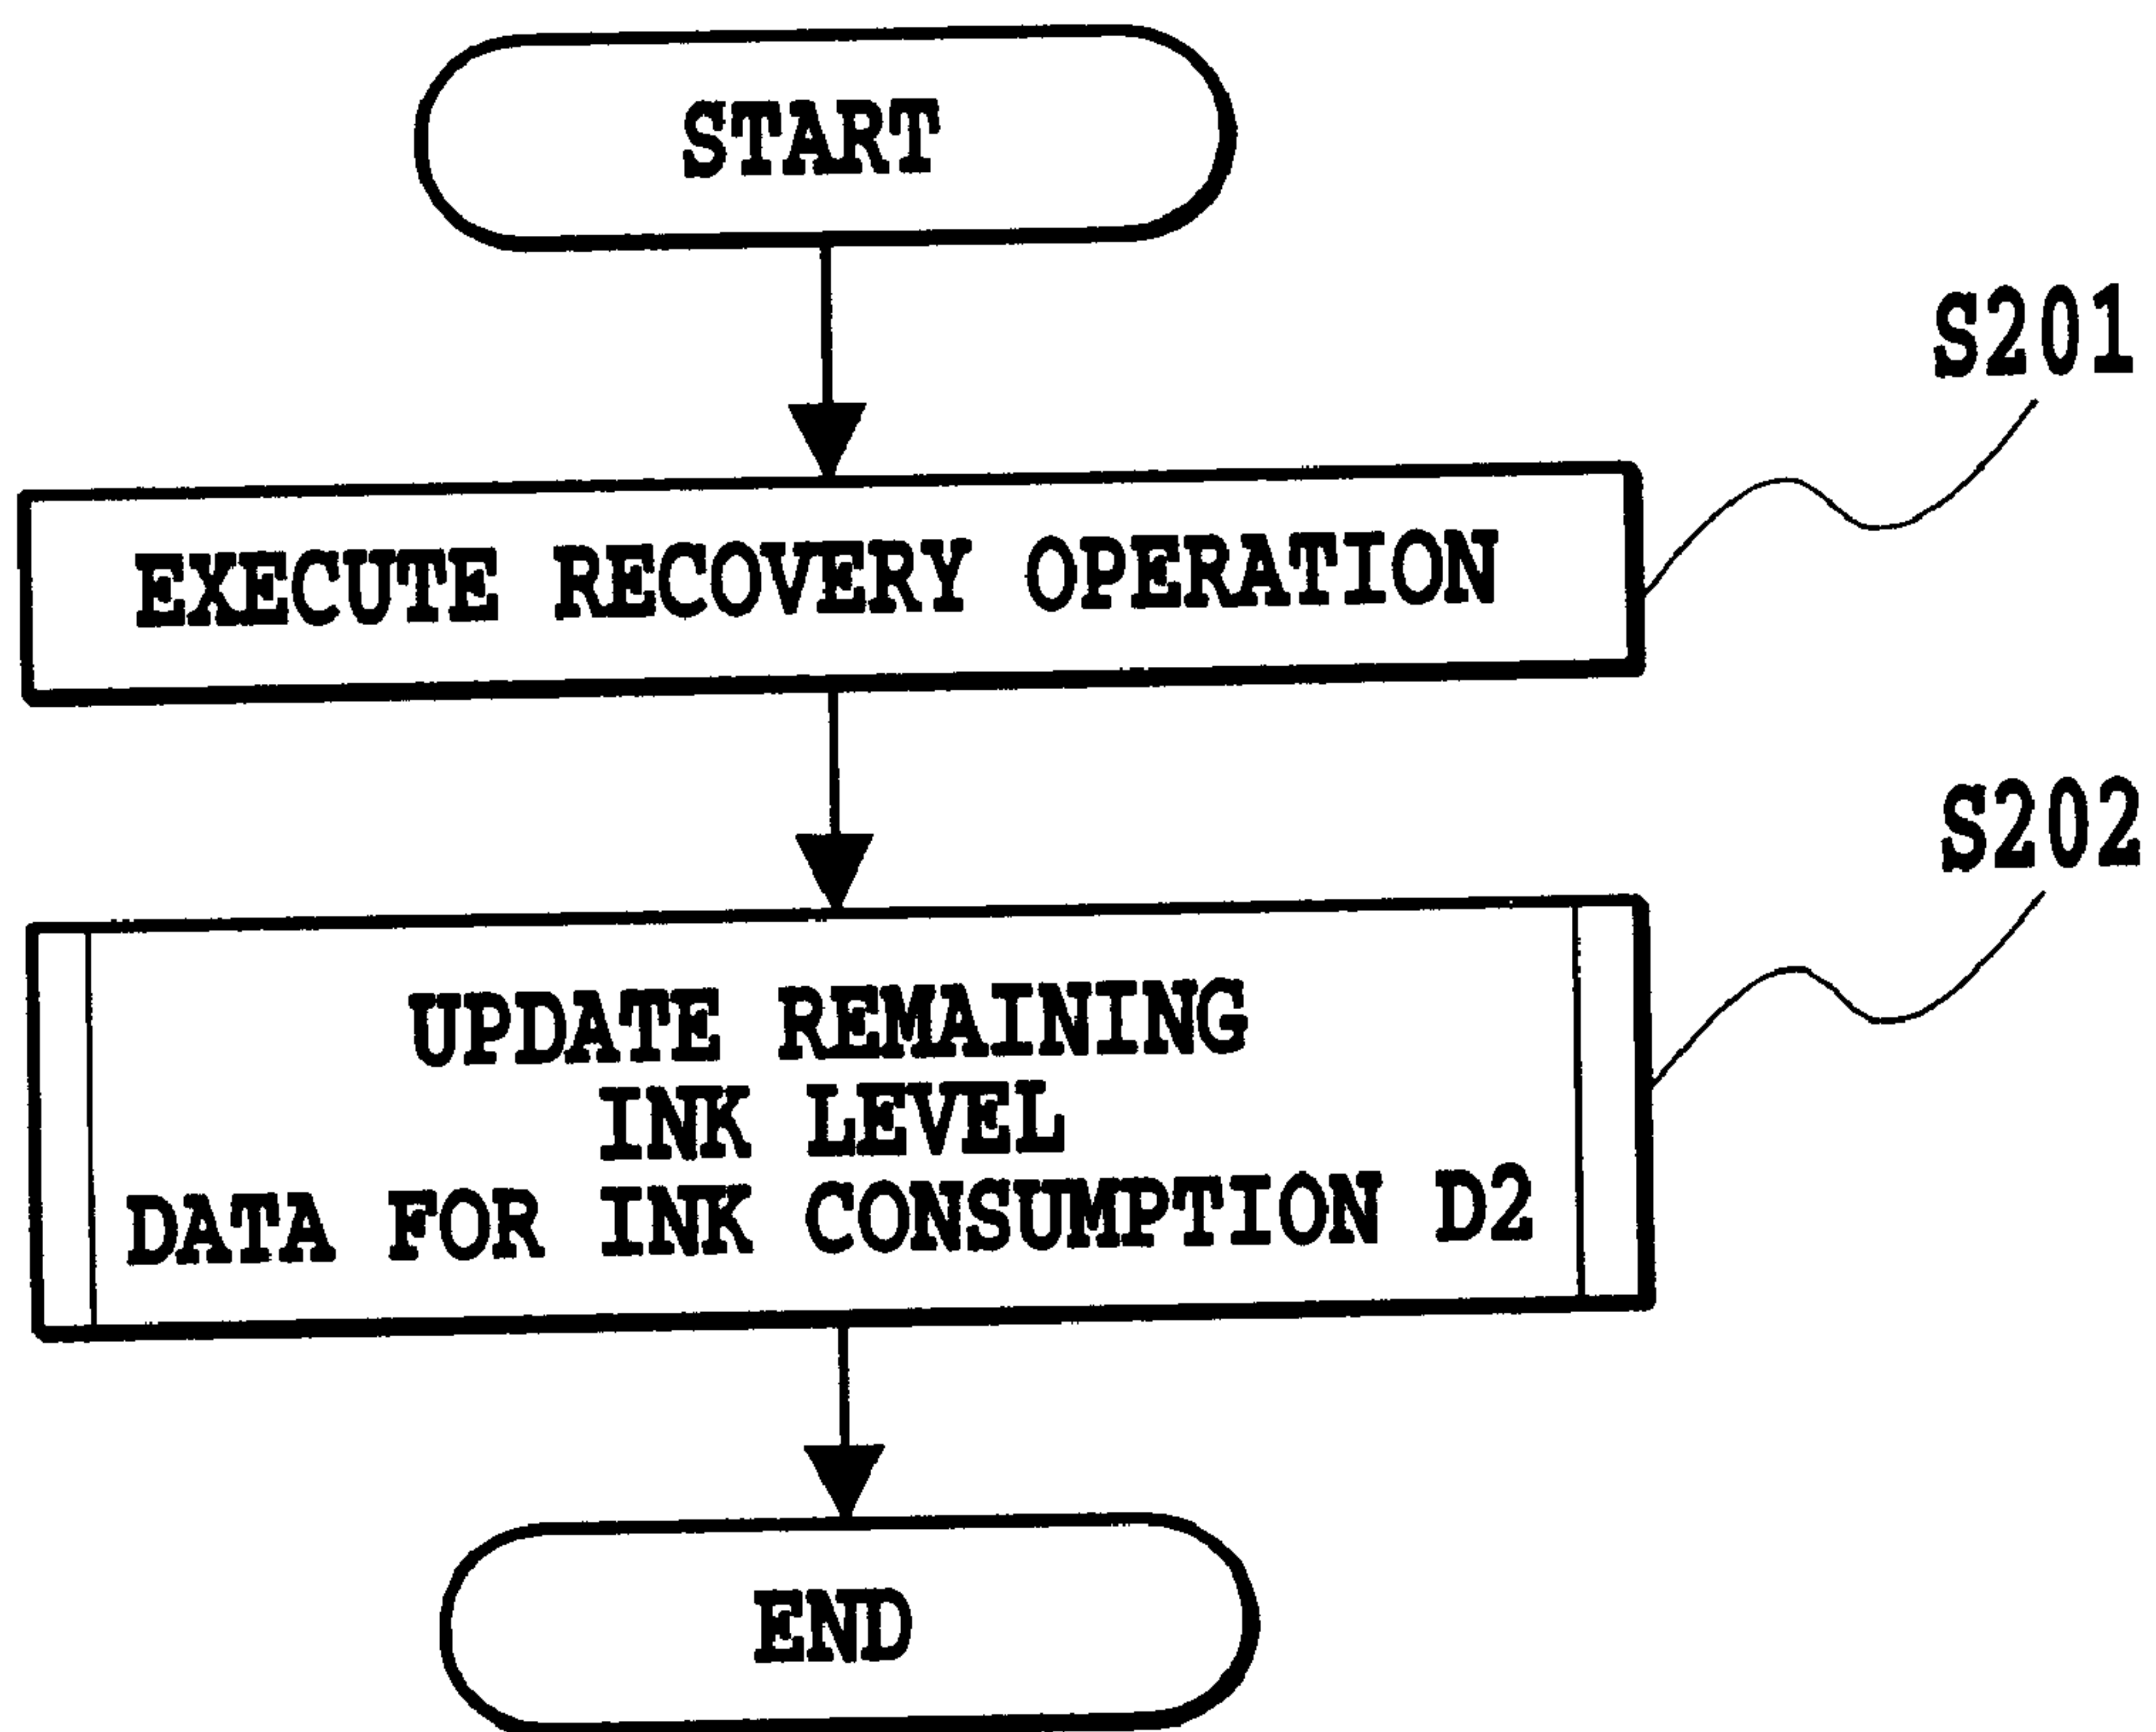 START
S201
EXECUTE RECOVERY OPERATION
S202
UPDATE REMAINING
INK LEVEL
DATA FOR INK CONSUMPTION D2
END